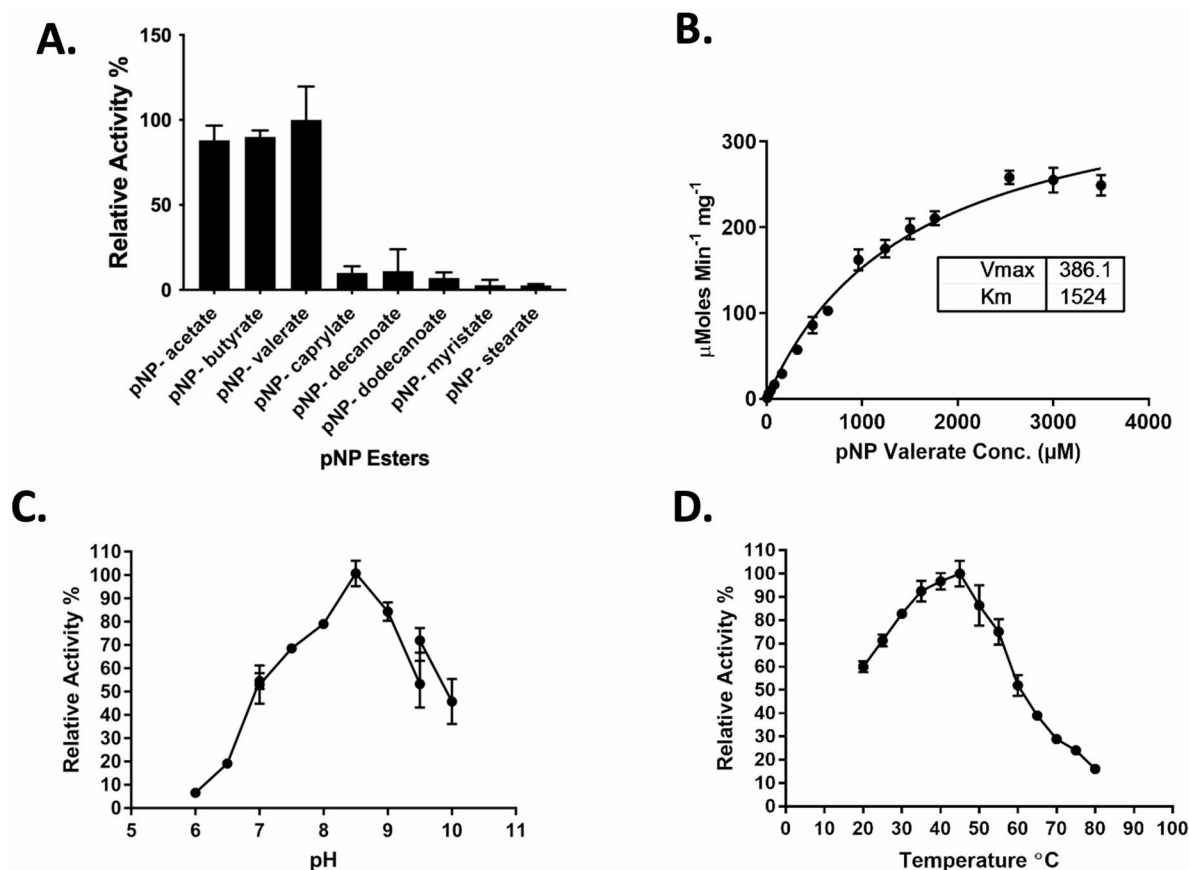 A.
Relative Activity %
150
100
50
0
pNP- acetate
pNP- butyrate
pNP- valerate
pNP- caprylate
pNP- decanoate
pNP- dodecanoate
pNP- myristate
pNP- stearate
pNP Esters
B.
μMoles Min⁻¹ mg⁻¹
300
200
100
0
0 1000 2000 3000 4000
Vmax 386.1
Km 1524
pNP Valerate Conc. (μM)
C.
Relative Activity %
110
100
90
80
70
60
50
40
30
20
10
0
5 6 7 8 9 10 11
pH
D.
Relative Activity %
110
100
90
80
70
60
50
40
30
20
10
0
0 10 20 30 40 50 60 70 80 90 100
Temperature °C